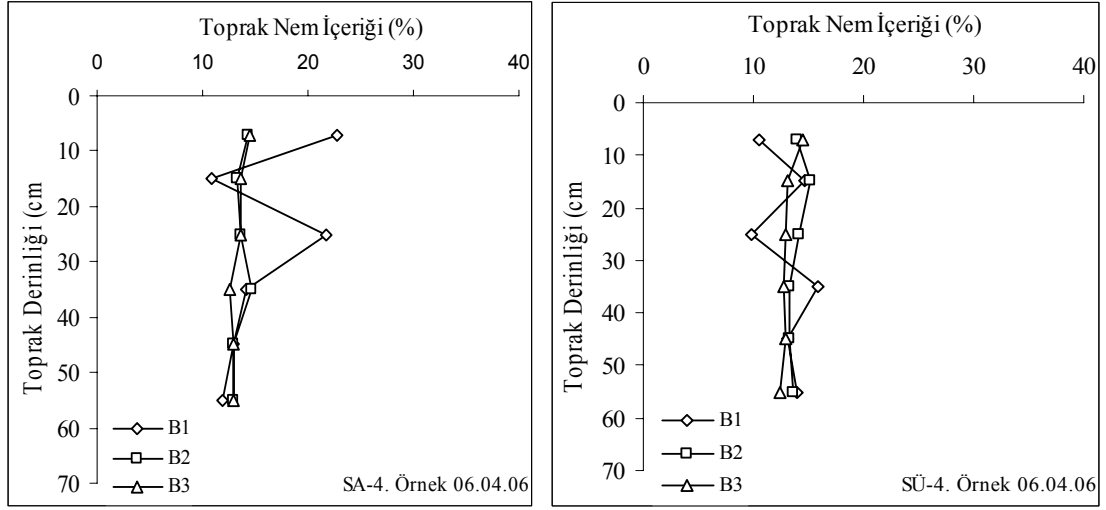 Toprak Nem İçeriği (%)
0 10 20 30 40
0
10
20
30
40
50
60
70
Toprak Derinliği (cm
B1
B2
B3
SA-4. Örnek 06.04.06
Toprak Nem İçeriği (%)
0 10 20 30 40
0
10
20
30
40
50
60
70
Toprak Derinliği (cm
B1
B2
B3
SÜ-4. Örnek 06.04.06